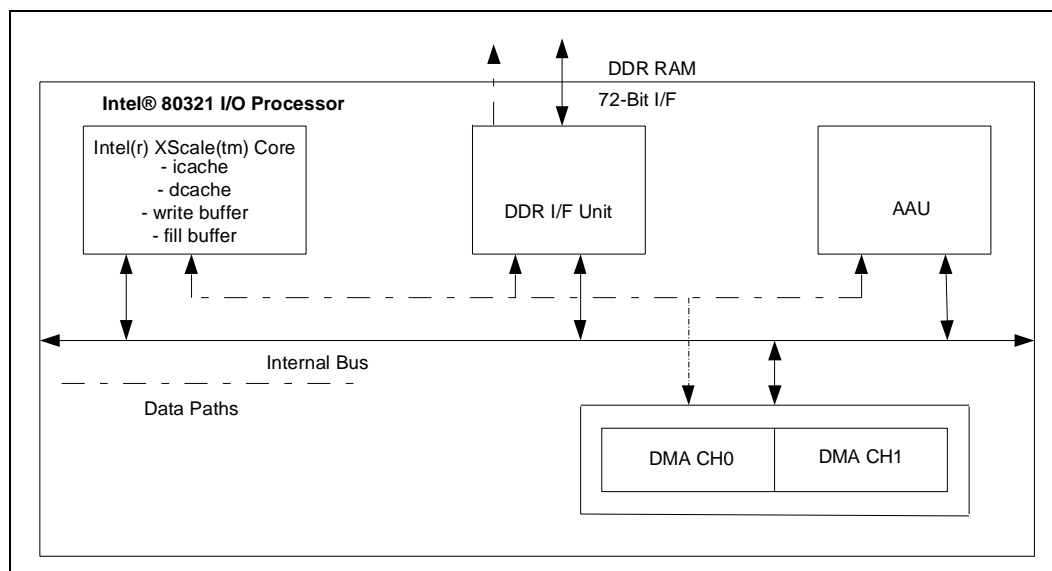 DDR RAM
72-Bit I/F
Intel® 80321 I/O Processor
Intel(r) XScale(tm) Core
- icache
- dcache
- write buffer
- fill buffer
DDR I/F Unit
AAU
Internal Bus
Data Paths
DMA CH0
DMA CH1